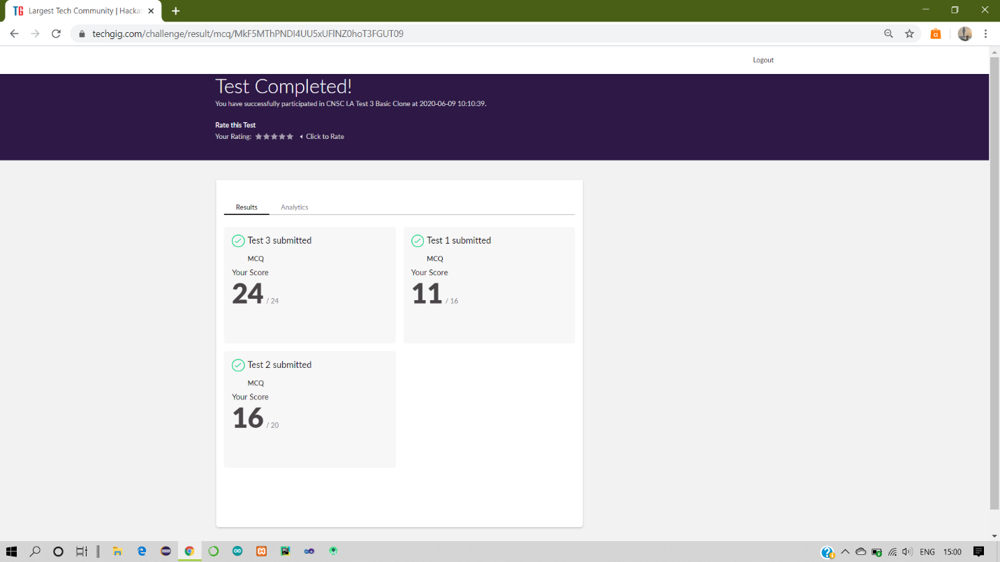 TG Largest Tech Community | Hacka
techgig.com/challenge/result/mcq/MkF5MThPNDI4UU5xUFlNZ0hoT3FGUT09
Logout
Test Completed!
You have successfully participated in CNSC I.A Test 3 Basic Clone at 2020-06-09 10:10:39.
Rate this Test
Your Rating: Click to Rate
Results Analytics
Test 3 submitted
MCQ
Your Score
24 / 24
Test 1 submitted
MCQ
Your Score
11 / 16
Test 2 submitted
MCQ
Your Score
16 / 20
ENG 15:00